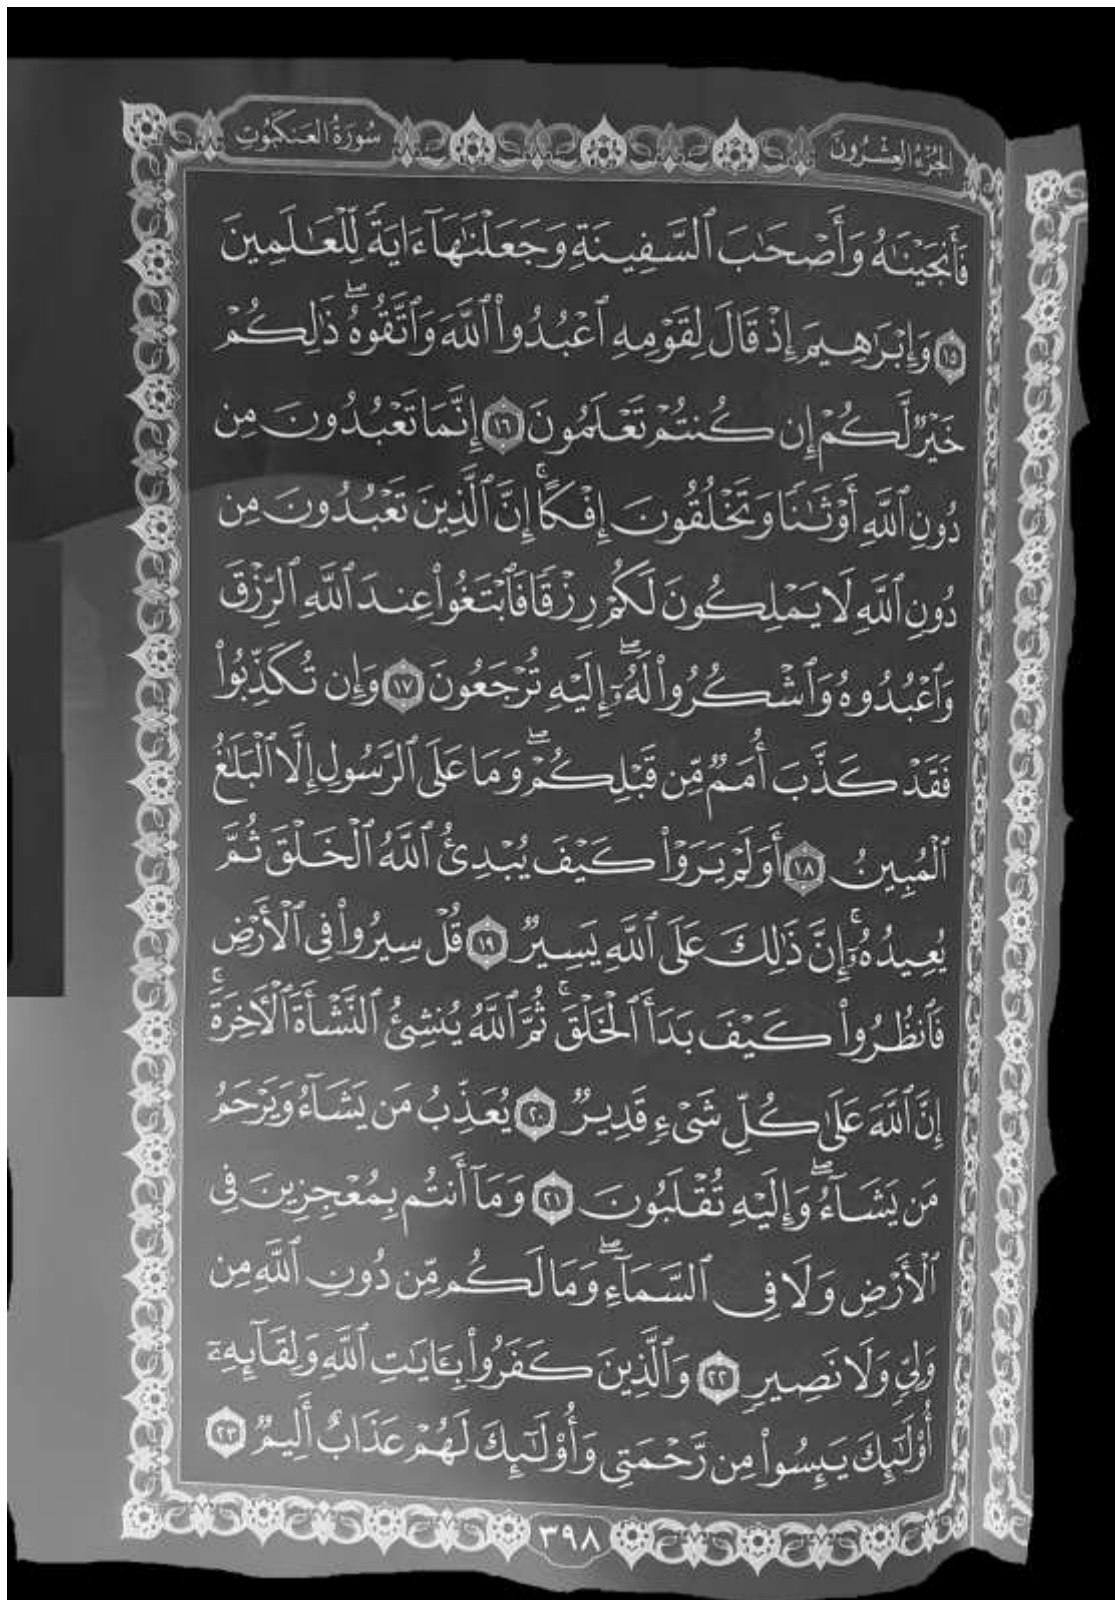 الجزء العشرون
سورة العنكبوت
فَأَنجَيْنَٰهُ وَأَصْحَٰبَ ٱلسَّفِينَةِ وَجَعَلْنَٰهَآ ءَايَةً لِّلْعَٰلَمِينَ
١٥ وَإِبْرَٰهِيمَ إِذْ قَالَ لِقَوْمِهِ ٱعْبُدُوا۟ ٱللَّهَ وَٱتَّقُوهُ ۖ ذَٰلِكُمْ
خَيْرٌ لَّكُمْ إِن كُنتُمْ تَعْلَمُونَ ١٦ إِنَّمَا تَعْبُدُونَ مِن
دُونِ ٱللَّهِ أَوْثَٰنًا وَتَخْلُقُونَ إِفْكًا ۚ إِنَّ ٱلَّذِينَ تَعْبُدُونَ مِن
دُونِ ٱللَّهِ لَا يَمْلِكُونَ لَكُمْ رِزْقًا فَٱبْتَغُوا۟ عِندَ ٱللَّهِ ٱلرِّزْقَ
وَٱعْبُدُوهُ وَٱشْكُرُوا۟ لَهُۥٓ ۖ إِلَيْهِ تُرْجَعُونَ ١٧ وَإِن تُكَذِّبُوا۟
فَقَدْ كَذَّبَ أُمَمٌ مِّن قَبْلِكُمْ ۖ وَمَا عَلَى ٱلرَّسُولِ إِلَّا ٱلْبَلَٰغُ
ٱلْمُبِينُ ١٨ أَوَلَمْ يَرَوْا۟ كَيْفَ يُبْدِئُ ٱللَّهُ ٱلْخَلْقَ ثُمَّ
يُعِيدُهُۥٓ ۚ إِنَّ ذَٰلِكَ عَلَى ٱللَّهِ يَسِيرٌ ١٩ قُلْ سِيرُوا۟ فِى ٱلْأَرْضِ
فَٱنظُرُوا۟ كَيْفَ بَدَأَ ٱلْخَلْقَ ۚ ثُمَّ ٱللَّهُ يُنشِئُ ٱلنَّشْأَةَ ٱلْـَٔاخِرَةَ ۚ
إِنَّ ٱللَّهَ عَلَىٰ كُلِّ شَىْءٍ قَدِيرٌ ٢٠ يُعَذِّبُ مَن يَشَآءُ وَيَرْحَمُ
مَن يَشَآءُ ۖ وَإِلَيْهِ تُقْلَبُونَ ٢١ وَمَآ أَنتُم بِمُعْجِزِينَ فِى
ٱلْأَرْضِ وَلَا فِى ٱلسَّمَآءِ ۖ وَمَا لَكُم مِّن دُونِ ٱللَّهِ مِن
وَلِىٍّ وَلَا نَصِيرٍ ٢٢ وَٱلَّذِينَ كَفَرُوا۟ بِـَٔايَٰتِ ٱللَّهِ وَلِقَآئِهِۦٓ
أُو۟لَٰٓئِكَ يَئِسُوا۟ مِن رَّحْمَتِى وَأُو۟لَٰٓئِكَ لَهُمْ عَذَابٌ أَلِيمٌ ٢٣
٣٩٨